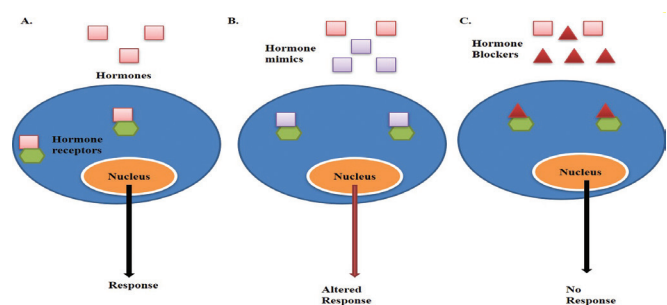 A.
Hormones
Hormone
receptors
Nucleus
Response
B.
Hormone
mimics
Nucleus
Altered
Response
C.
Hormone
Blockers
Nucleus
No
Response